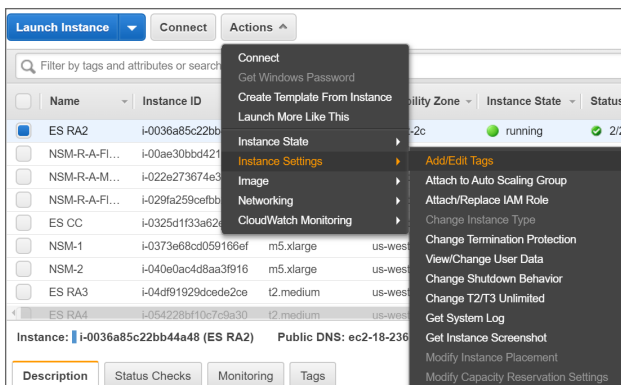 Launch Instance Connect Actions
Filter by tags and attributes or search
Name Instance ID bility Zone Instance State Status
ES RA2 i-0036a85c22bb -2c running 2/2
NSM-R-A-Fl... i-00ae30bbd421
NSM-R-A-M... i-022e273674e3
NSM-R-A-Fl... i-029fa259cefbb
ES CC i-0325d1f33a62e
NSM-1 i-0373e68cd059166ef m5.xlarge us-west
NSM-2 i-040e0ac4d8aa3f916 m5.xlarge us-west
ES RA3 i-04df91929dcede2ce t2.medium us-west
ES RA4 i-054228bf10c7c9a30 t2.medium us-west
Connect
Get Windows Password
Create Template From Instance
Launch More Like This
Instance State
Instance Settings
Image
Networking
CloudWatch Monitoring
Add/Edit Tags
Attach to Auto Scaling Group
Attach/Replace IAM Role
Change Instance Type
Change Termination Protection
View/Change User Data
Change Shutdown Behavior
Change T2/T3 Unlimited
Get System Log
Get Instance Screenshot
Modify Instance Placement
Modify Capacity Reservation Settings
Instance: i-0036a85c22bb44a48 (ES RA2) Public DNS: ec2-18-236
Description Status Checks Monitoring Tags